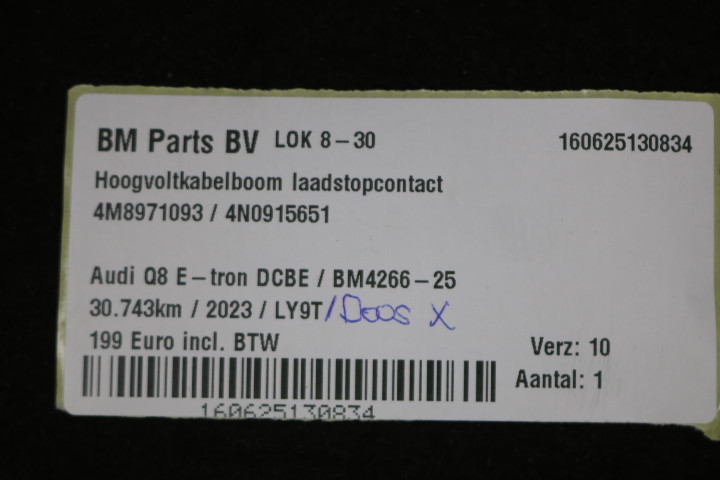 BM Parts BV LOK 8-30 160625130834
Hoogvoltkabelboom laadstopcontact
4M8971093 / 4N0915651
Audi Q8 E-tron DCBE / BM4266-25
30.743km / 2023 / LY9T / Doos X
199 Euro incl. BTW Verz: 10
Aantal: 1
160625130834